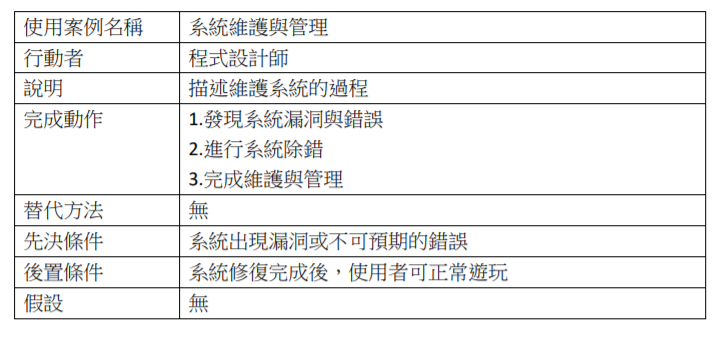 使用案例名稱 系統維護與管理
行動者 程式設計師
說明 描述維護系統的過程
完成動作 1.發現系統漏洞與錯誤
2.進行系統除錯
3.完成維護與管理
替代方法 無
先決條件 系統出現漏洞或不可預期的錯誤
後置條件 系統修復完成後，使用者可正常遊玩
假設 無